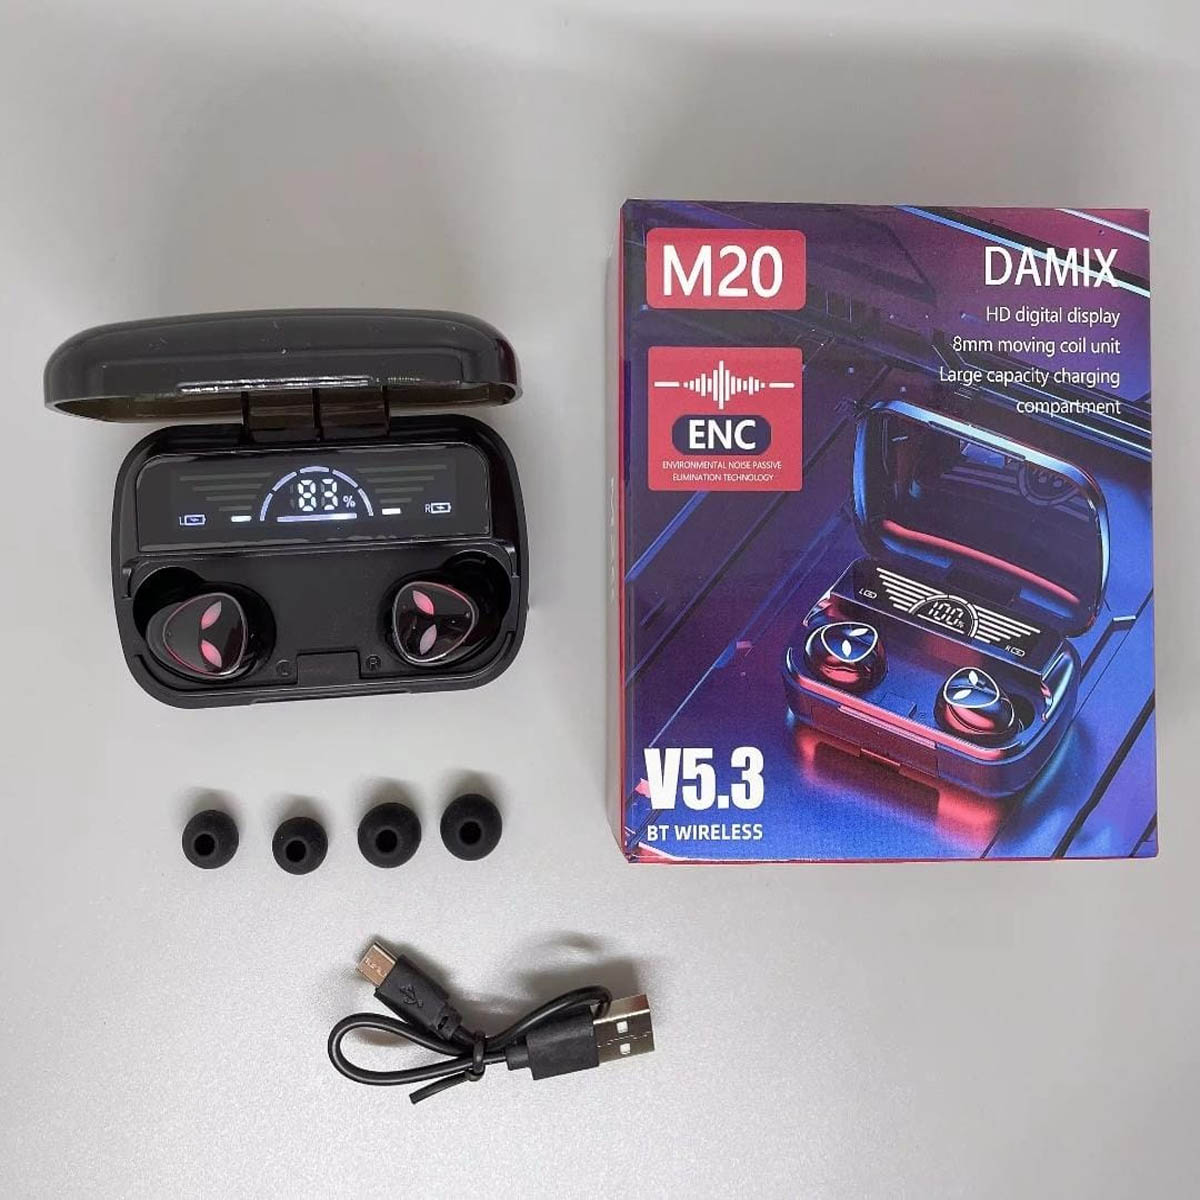 83%
L
R
R
M20
DAMIX
HD digital display
8mm moving coil unit
Large capacity charging
compartment
ENC
ENVIRONMENTAL NOISE PASSIVE
ELIMINATION TECHNOLOGY
100%
V5.3
BT WIRELESS